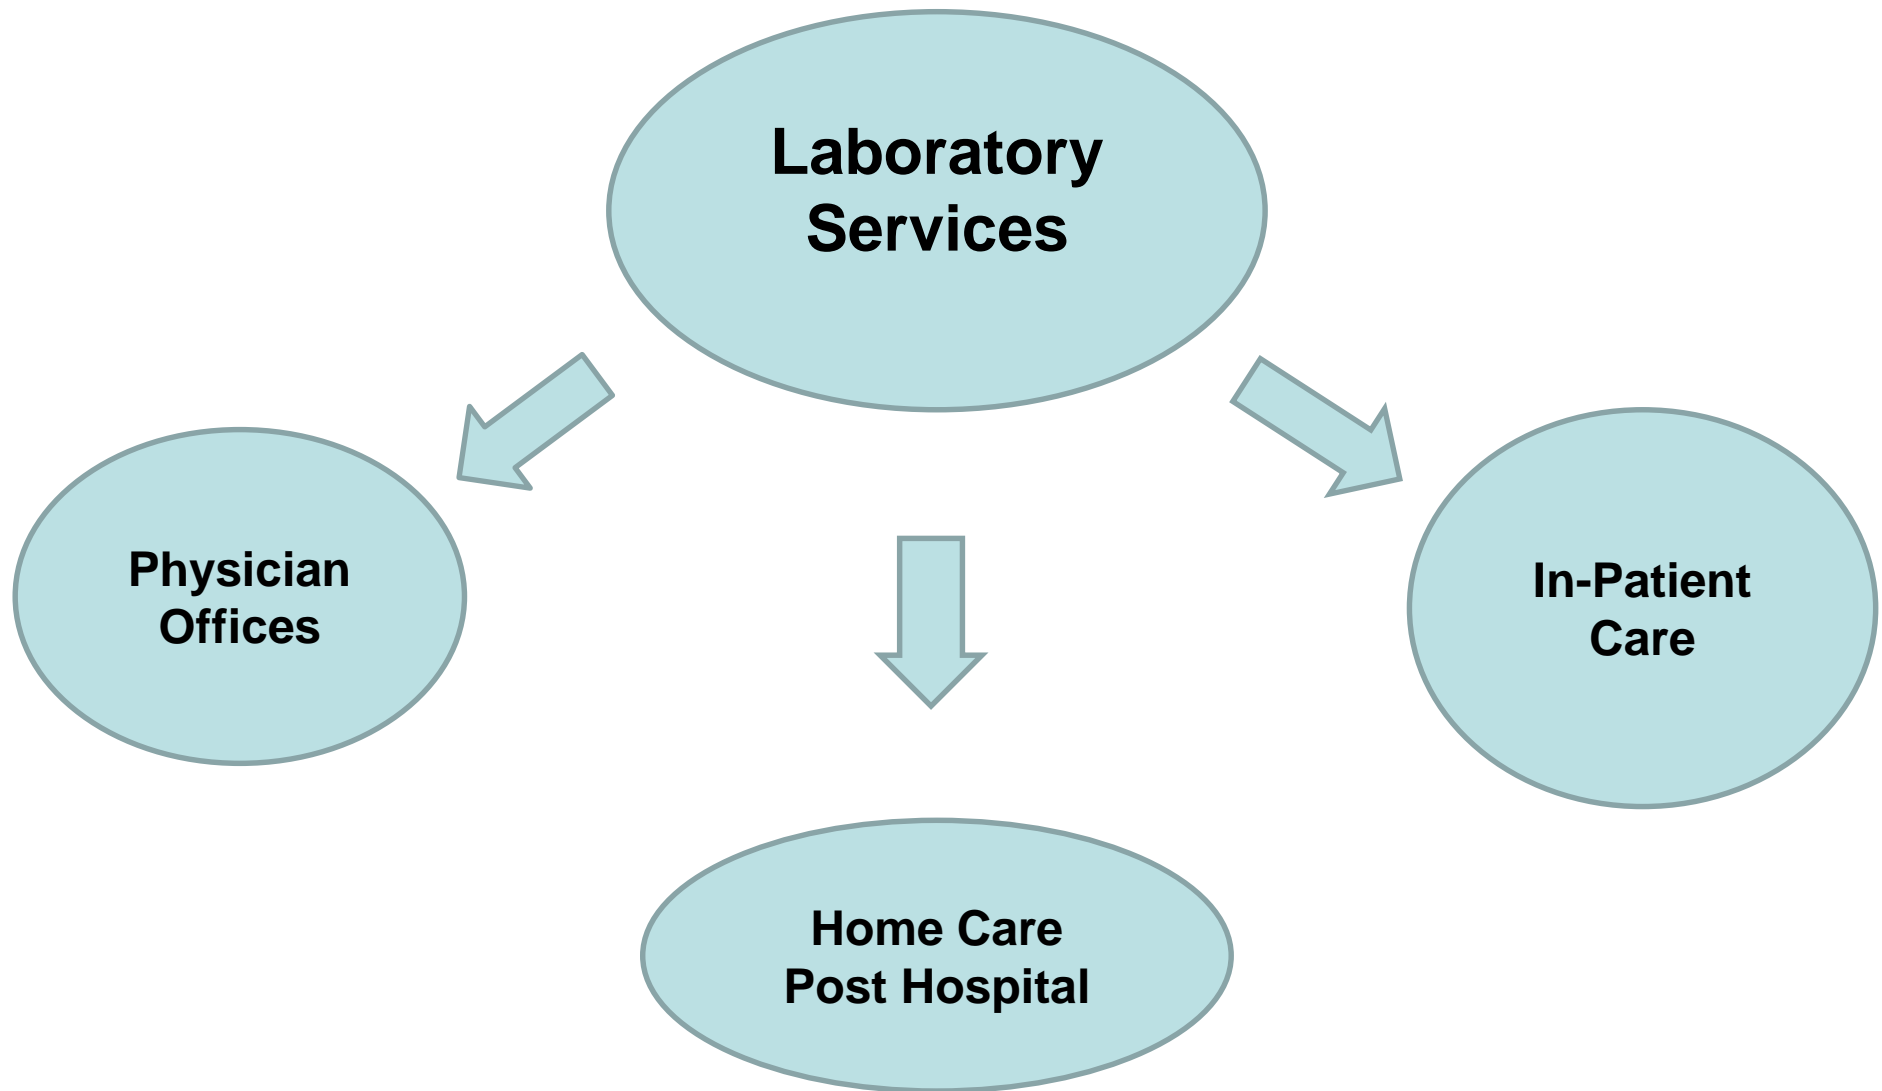 Laboratory
Services
Physician
Offices
In-Patient
Care
Home Care
Post Hospital